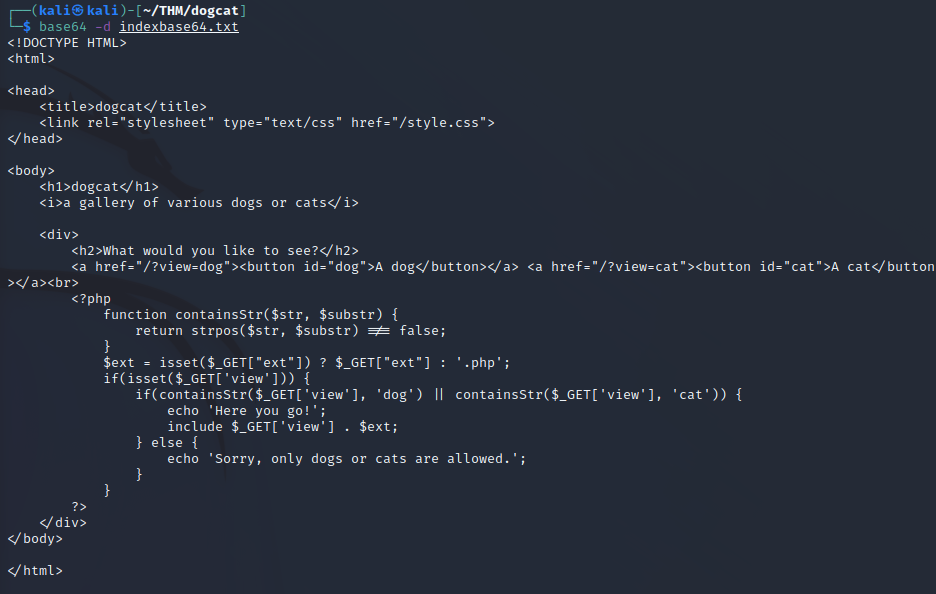 ┌──(kali㉿kali)-[~/THM/dogcat]
└─$ base64 -d indexbase64.txt
<!DOCTYPE HTML>
<html>

<head>
    <title>dogcat</title>
    <link rel="stylesheet" type="text/css" href="/style.css">
</head>

<body>
    <h1>dogcat</h1>
    <i>a gallery of various dogs or cats</i>

    <div>
        <h2>What would you like to see?</h2>
        <a href="/?view=dog"><button id="dog">A dog</button></a> <a href="/?view=cat"><button id="cat">A cat</button
></a><br>
        <?php
            function containsStr($str, $substr) {
                return strpos($str, $substr) !== false;
            }
            $ext = isset($_GET["ext"]) ? $_GET["ext"] : '.php';
            if(isset($_GET['view'])) {
                if(containsStr($_GET['view'], 'dog') || containsStr($_GET['view'], 'cat')) {
                    echo 'Here you go!';
                    include $_GET['view'] . $ext;
                } else {
                    echo 'Sorry, only dogs or cats are allowed.';
                }
            }
        ?>
    </div>
</body>

</html>